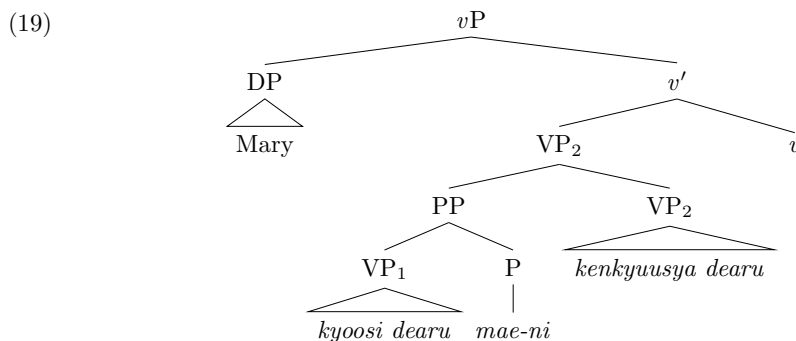 (19)
vP
DP v′
Mary VP₂
PP VP₂
VP₁ P kenkyuusya dearu
kyoosi dearu mae-ni